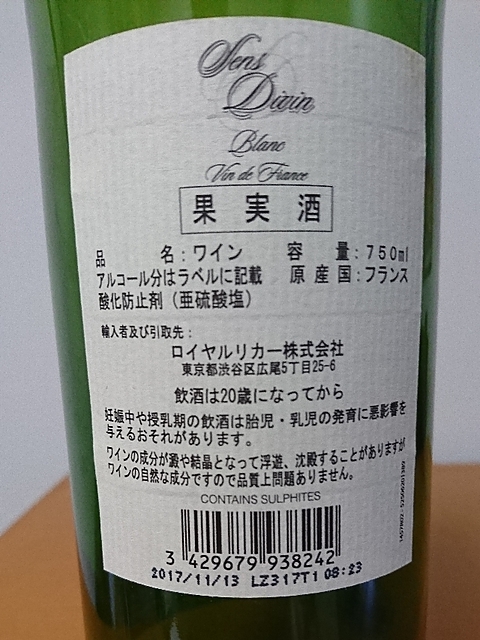 Sens
Divin
Blanc
Vin de France
果実酒
品名:ワイン 容量:750ml
アルコール分はラベルに記載 原産国:フランス
酸化防止剤(亜硫酸塩)
輸入者及び引取先:
ロイヤルリカー株式会社
東京都渋谷区広尾5丁目25-6
飲酒は20歳になってから
妊娠中や授乳期の飲酒は胎児・乳児の発育に悪影響を
与えるおそれがあります。
ワインの成分が澱や結晶となって浮遊、沈殿することがありますが
ワインの自然な成分ですので品質上問題ありません。
CONTAINS SULPHITES
3 429679 938242
2017/11/13 LZ317T1 08:23